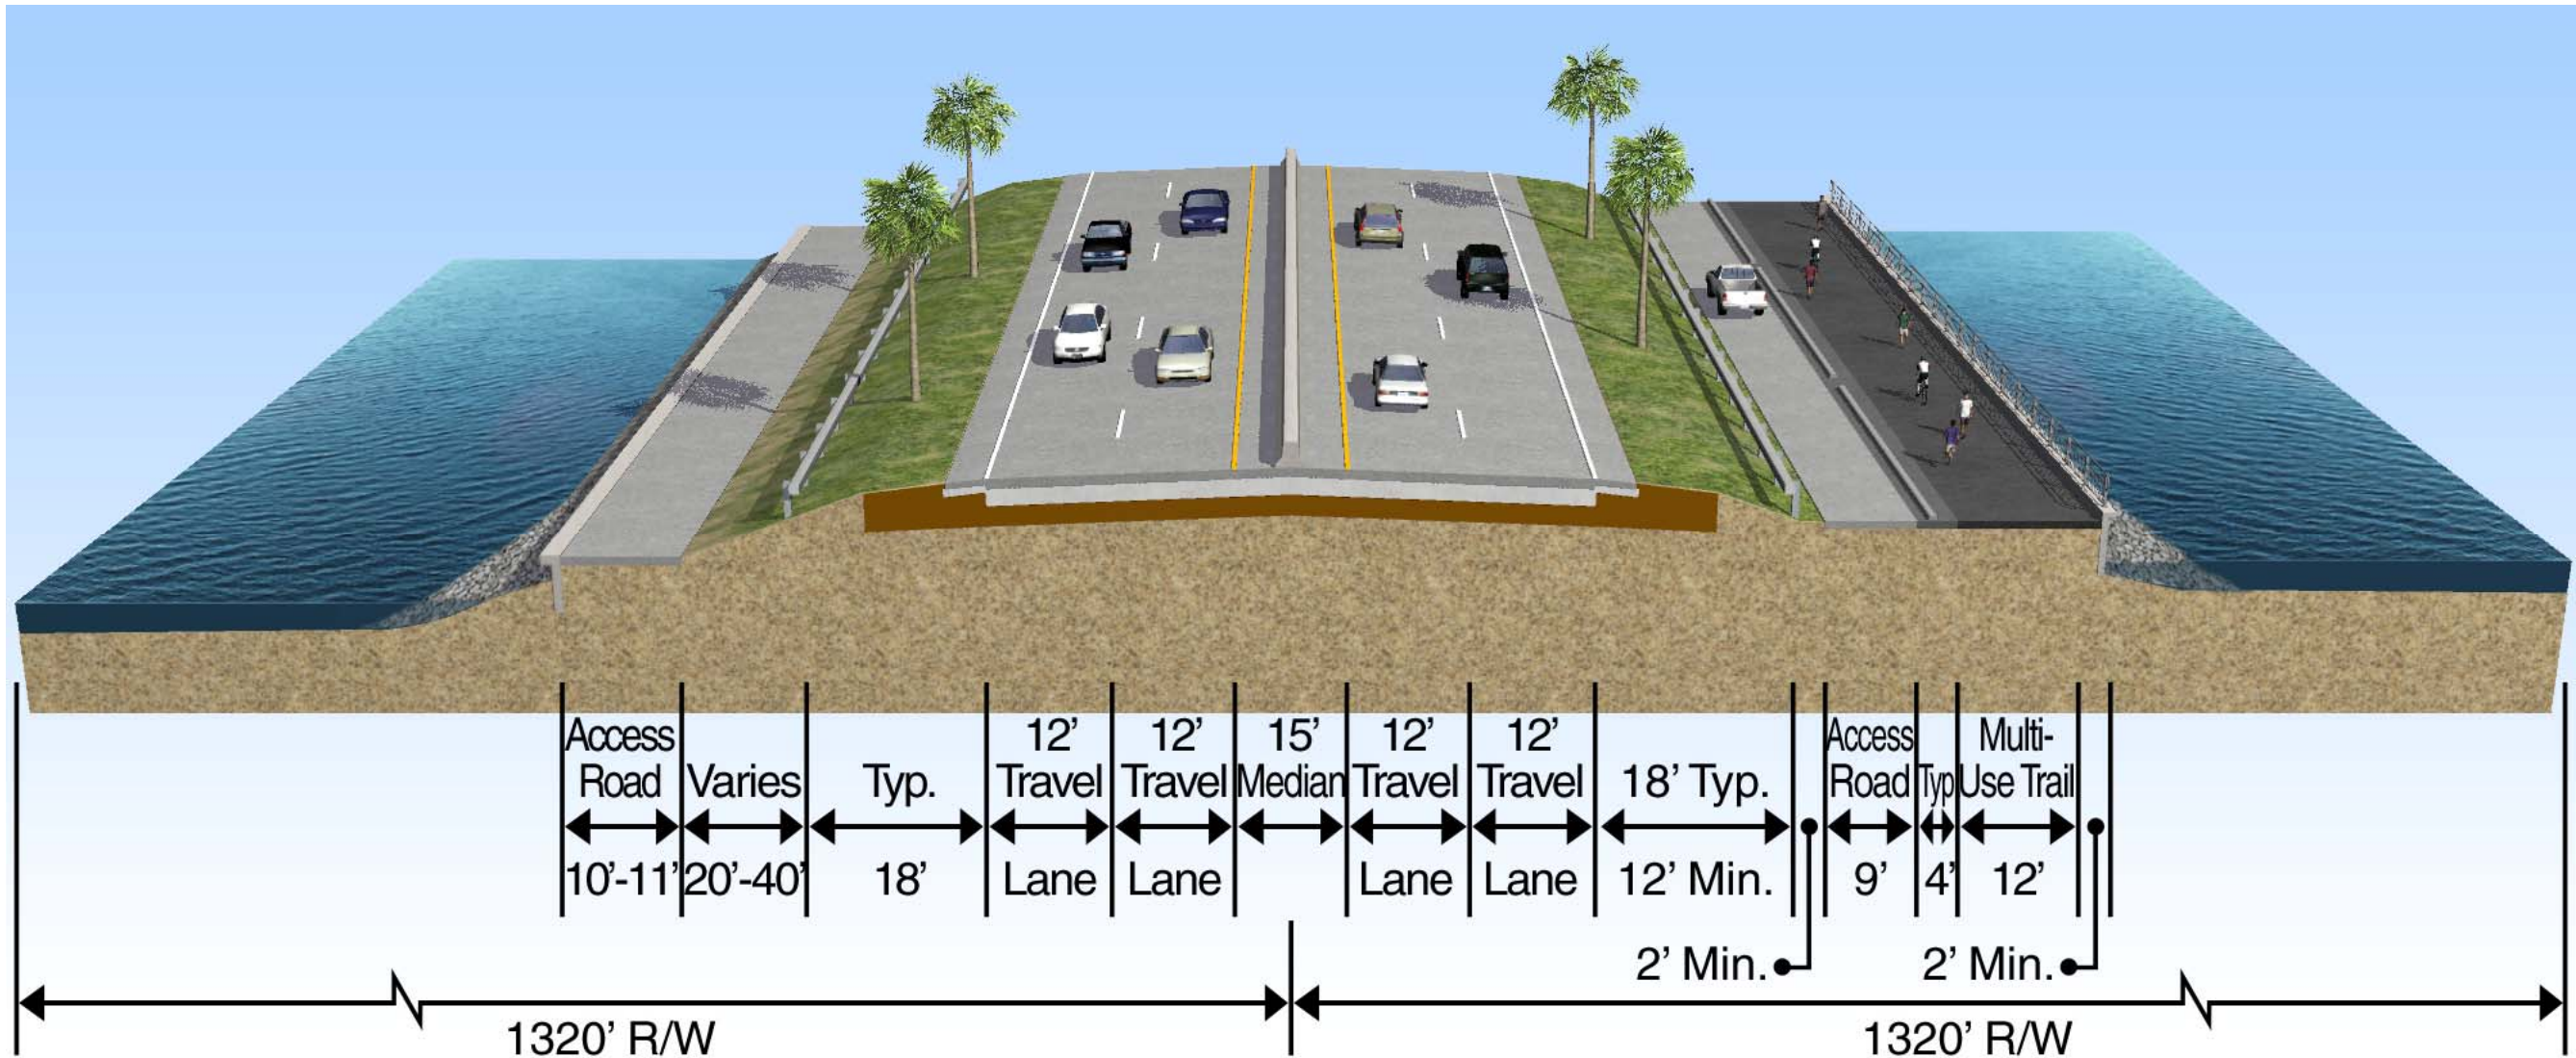 Access
Road
10’-11’
Varies
20’-40’
Typ.
18’
12’
Travel
Lane
12’
Travel
Lane
15’
Median
12’
Travel
Lane
12’
Travel
Lane
18’ Typ.
12’ Min.
2’ Min.
Access
Road
9’
Typ
4’
Multi-
Use Trail
12’
2’ Min.
1320’ R/W
1320’ R/W